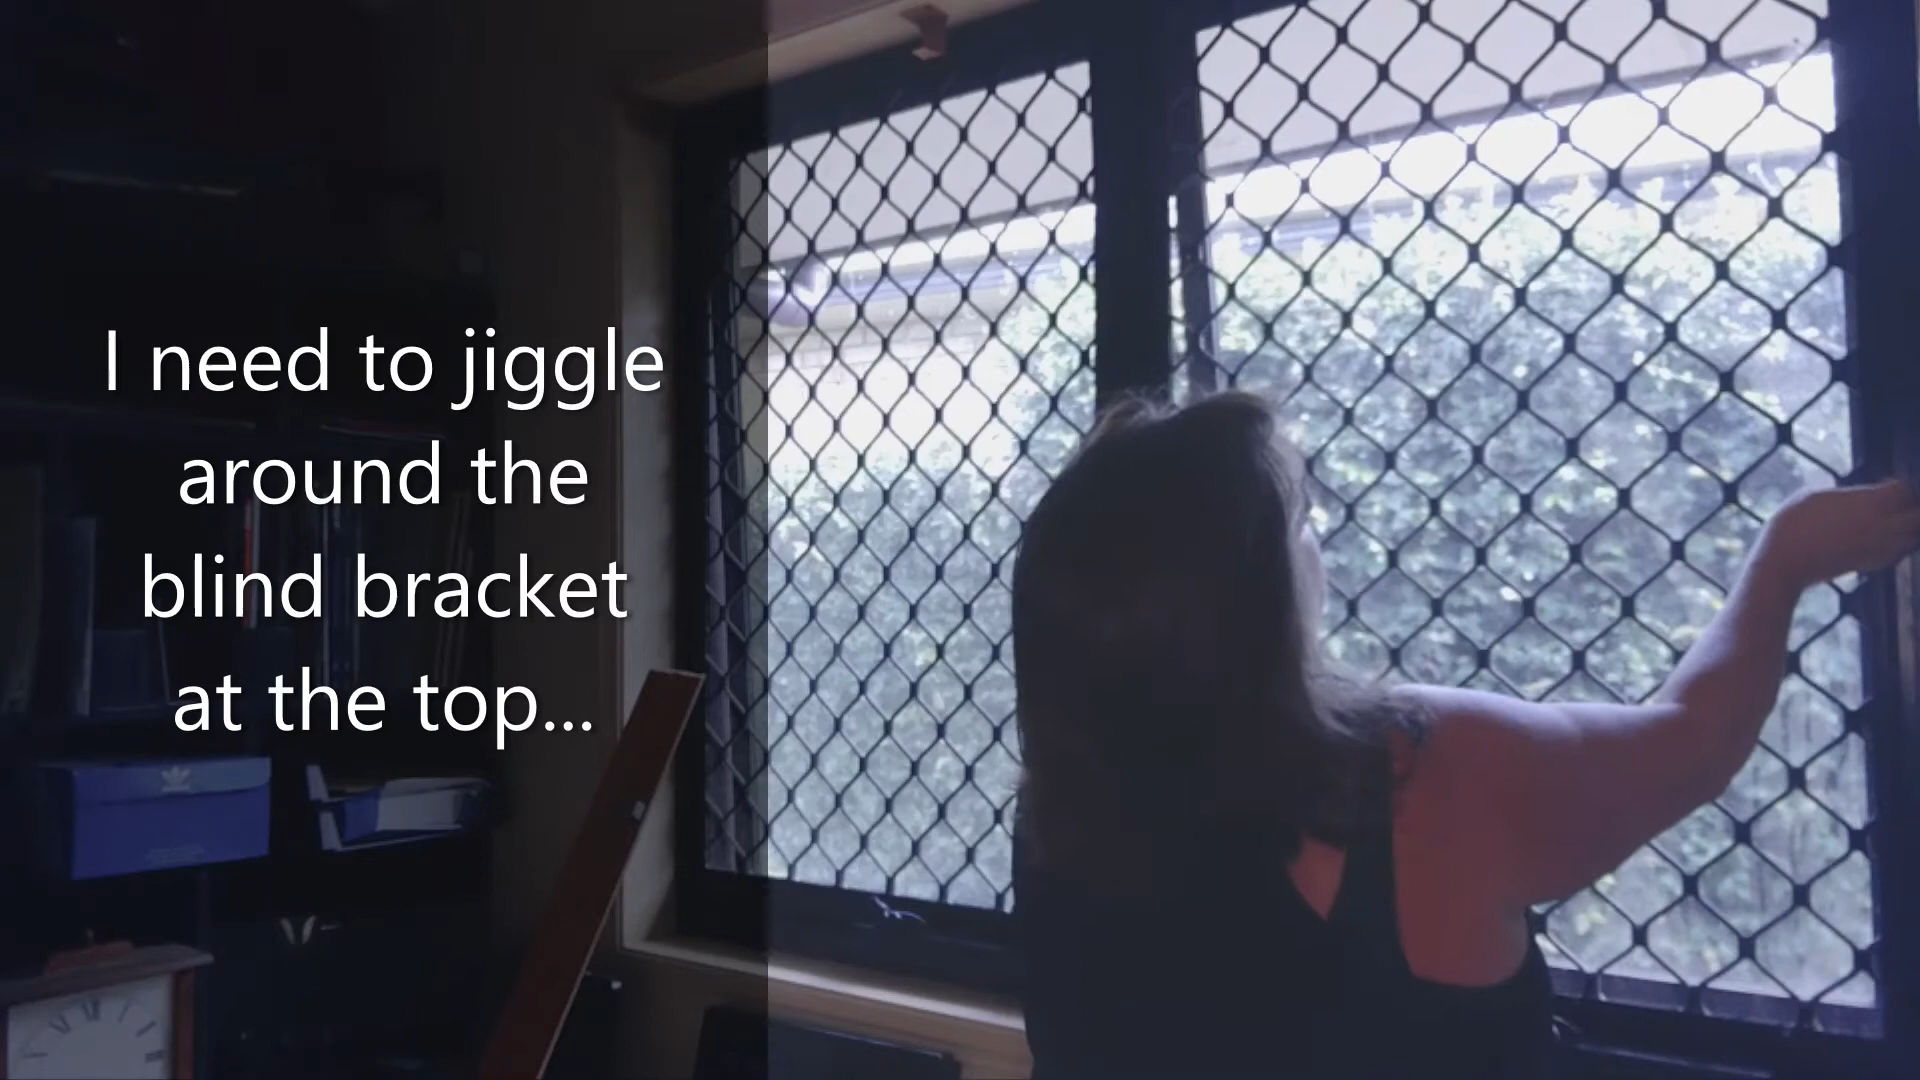 I need to jiggle
around the
blind bracket
at the top...